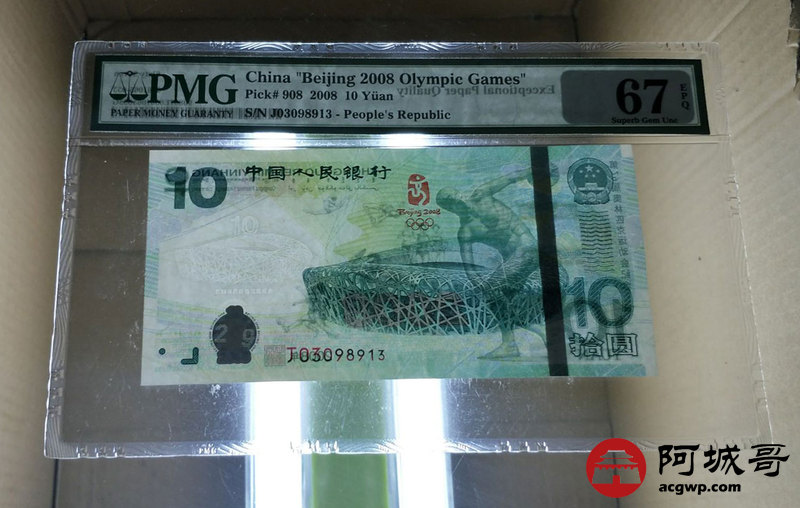 PMG
PAPER MONEY GUARANTY
China "Beijing 2008 Olympic Games"
Pick# 908 2008 10 Yüan
S/N J03098913 - People's Republic
Exceptional Paper Quality
67
EPQ
Superb Gem Unc
10
中国人民银行
Beijing 2008
10
拾圆
J03098913
阿城哥
acgwp.com